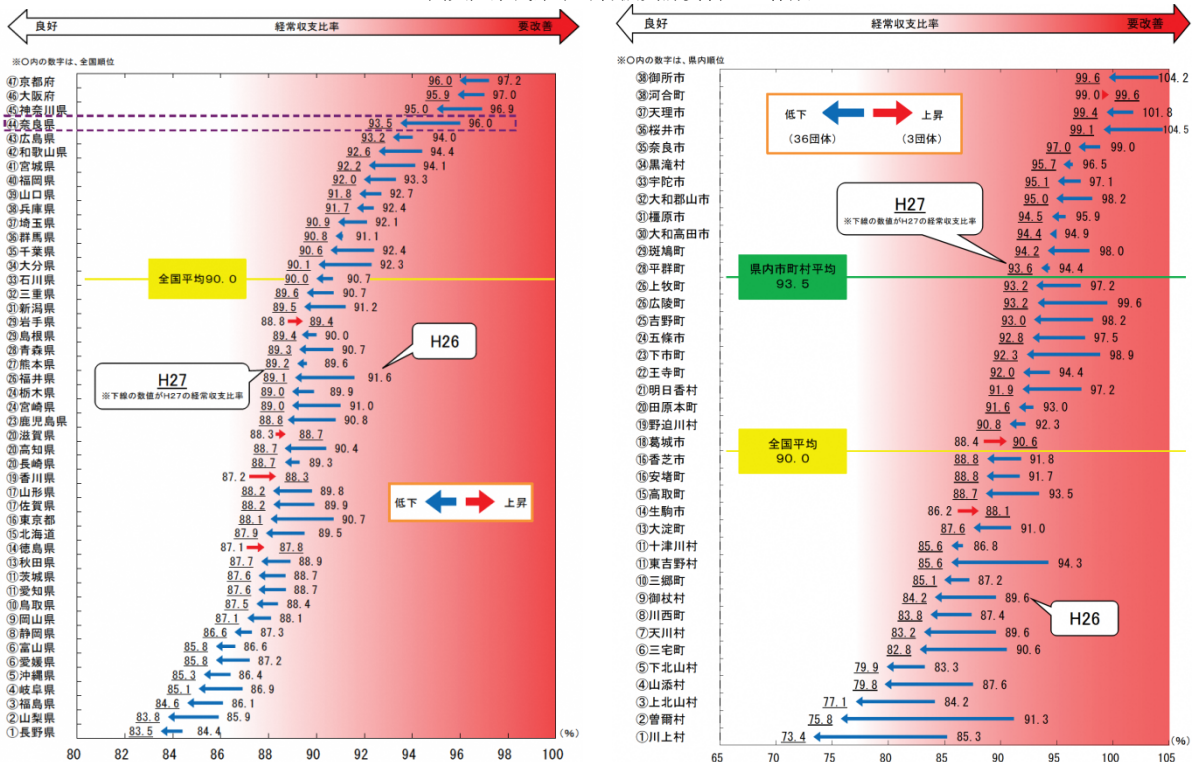 良好 経常収支比率 要改善
※〇内の数字は、全国順位
㊼京都府 96.0 97.2
㊻大阪府 95.9 97.0
㊺神奈川県 95.0 96.9
㊹奈良県 93.5 96.0
㊸広島県 93.2 94.0
㊷和歌山県 92.6 94.4
㊶宮城県 92.2 94.1
㊵福岡県 92.0 93.3
㊴山口県 91.8 92.7
㊳兵庫県 91.7 92.4
㊲埼玉県 90.9 92.1
㊱群馬県 90.8 91.1
㉟千葉県 90.6 92.4
㉞大分県 90.1 92.3
全国平均90.0
㉝石川県 90.0 90.7
㉜三重県 89.6 90.7
㉛新潟県 89.5 91.2
㉙岩手県 88.8 89.4
㉙島根県 89.4 90.0
H26
㉘青森県 89.3 90.7
㉗熊本県 89.2 89.6
㉖福井県 89.1 91.6
H27
※下線の数値がH27の経常収支比率
㉔栃木県 89.0 89.9
㉔宮崎県 89.0 91.0
㉓鹿児島県 88.8 90.8
⑳滋賀県 88.3 88.7
⑳高知県 88.7 90.4
⑳長崎県 88.7 89.3
⑲香川県 87.2 88.3
⑰山形県 88.2 89.8
⑰佐賀県 88.2 89.9
低下 上昇
⑯東京都 88.1 90.7
⑮北海道 87.9 89.5
⑭徳島県 87.1 87.8
⑬秋田県 87.7 88.9
⑪茨城県 87.6 88.7
⑪愛知県 87.6 88.7
⑩鳥取県 87.5 88.4
⑨岡山県 87.1 88.1
⑧静岡県 86.6 87.3
⑥富山県 85.8 86.6
⑥愛媛県 85.8 87.2
⑤沖縄県 85.3 86.4
④岐阜県 85.1 86.9
③福島県 84.6 86.1
②山梨県 83.8 85.9
①長野県 83.5 84.4
80 82 84 86 88 90 92 94 96 98 100 (%)
良好 経常収支比率 要改善
※〇内の数字は、県内順位
㊳御所市 99.6 104.2
㊳河合町 99.0 99.6
㊲天理市 99.4 101.8
㊱桜井市 99.1 104.5
低下 上昇
(36団体) (3団体)
㉟奈良市 97.0 99.0
㉞黒滝村 95.7 96.5
㉝宇陀市 95.1 97.1
㉜大和郡山市 95.0 98.2
H27
※下線の数値がH27の経常収支比率
㉛橿原市 94.5 95.9
㉚大和高田市 94.4 94.9
㉙斑鳩町 94.2 98.0
㉘平群町 93.6 94.4
県内市町村平均
93.5
㉖上牧町 93.2 97.2
㉖広陵町 93.2 99.6
㉕吉野町 93.0 98.2
㉔五條市 92.8 97.5
㉓下市町 92.3 98.9
㉒王寺町 92.0 94.4
㉑明日香村 91.9 97.2
⑳田原本町 91.6 93.0
⑲野迫川村 90.8 92.3
⑱葛城市 88.4 90.6
全国平均
90.0
⑯香芝市 88.8 91.8
⑯安堵町 88.8 91.7
⑮高取町 88.7 93.5
⑭生駒市 86.2 88.1
⑬大淀町 87.6 91.0
⑪十津川村 85.6 86.8
⑪東吉野村 85.6 94.3
⑩三郷町 85.1 87.2
⑨御杖村 84.2 89.6
H26
⑧川西町 83.8 87.4
⑦天川村 83.2 89.6
⑥三宅町 82.8 90.6
⑤下北山村 79.9 83.3
④山添村 79.8 87.6
③上北山村 77.1 84.2
②曽爾村 75.8 91.3
①川上村 73.4 85.3
65 70 75 80 85 90 95 100 105 (%)